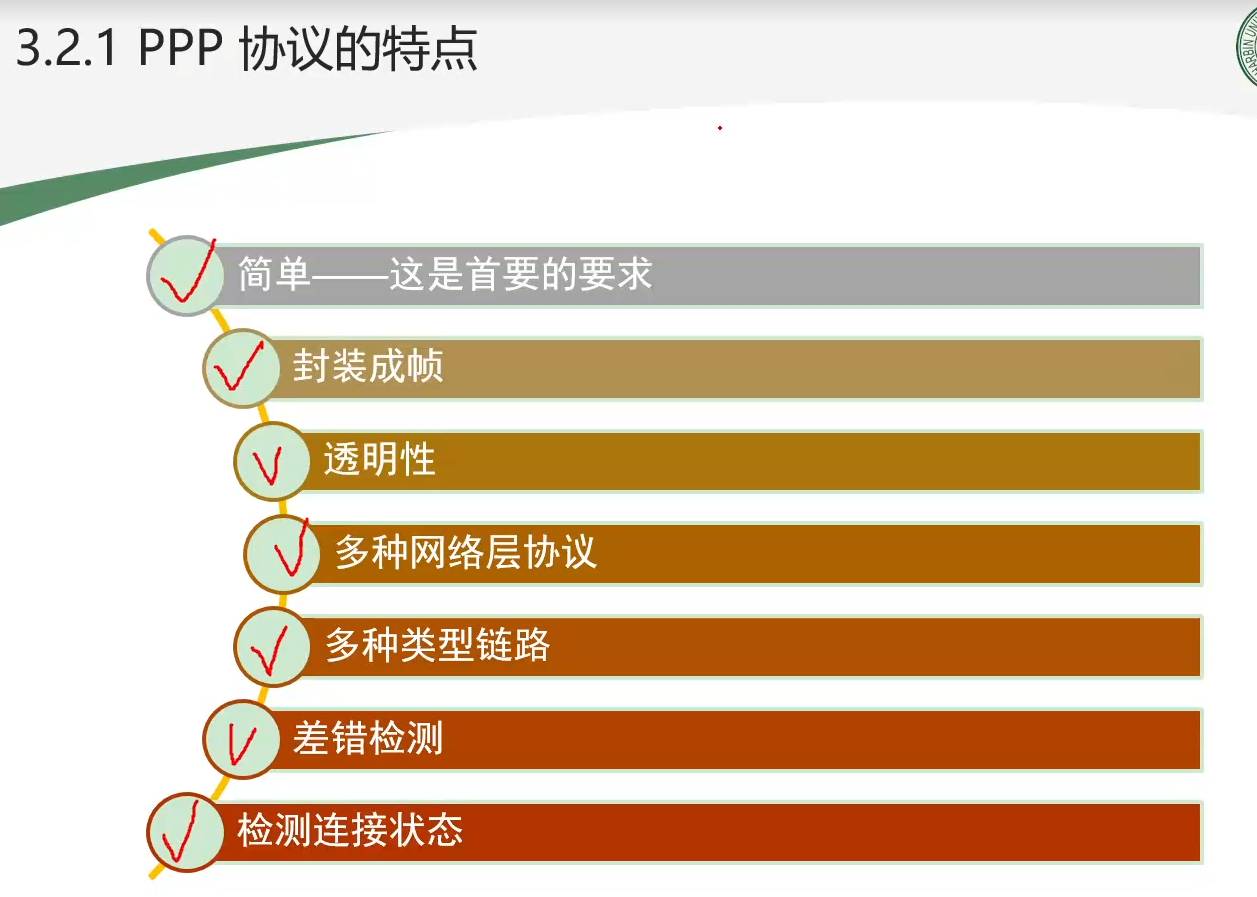 3.2.1 PPP 协议的特点
简单——这是首要的要求
封装成帧
透明性
多种网络层协议
多种类型链路
差错检测
检测连接状态